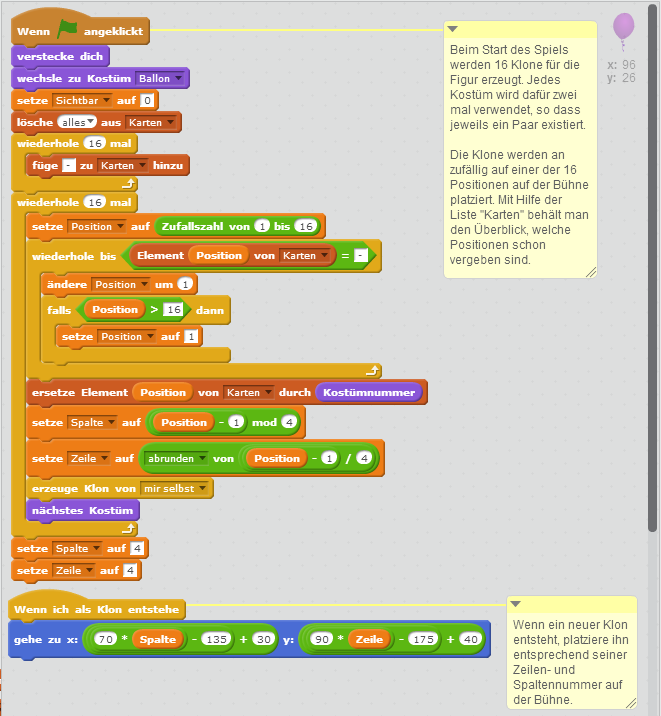 Wenn angeklickt
verstecke dich
wechsle zu Kostüm Ballon
setze Sichtbar auf 0
lösche alles aus Karten
wiederhole 16 mal
füge - zu Karten hinzu
wiederhole 16 mal
setze Position auf Zufallszahl von 1 bis 16
wiederhole bis Element Position von Karten = -
ändere Position um 1
falls Position > 16 dann
setze Position auf 1
ersetze Element Position von Karten durch Kostümnummer
setze Spalte auf Position - 1 mod 4
setze Zeile auf abrunden von Position - 1 / 4
erzeuge Klon von mir selbst
nächstes Kostüm
setze Spalte auf 4
setze Zeile auf 4
Beim Start des Spiels
werden 16 Klone für die
Figur erzeugt. Jedes
Kostüm wird dafür zwei
mal verwendet, so dass
jeweils ein Paar existiert.
Die Klone werden an
zufällig auf einer der 16
Positionen auf der Bühne
platziert. Mit Hilfe der
Liste "Karten" behält man
den Überblick, welche
Positionen schon
vergeben sind.
x: 96
y: 26
Wenn ich als Klon entstehe
gehe zu x: 70 * Spalte - 135 + 30 y: 90 * Zeile - 175 + 40
Wenn ein neuer Klon
entsteht, platziere ihn
entsprechend seiner
Zeilen- und
Spaltennummer auf
der Bühne.